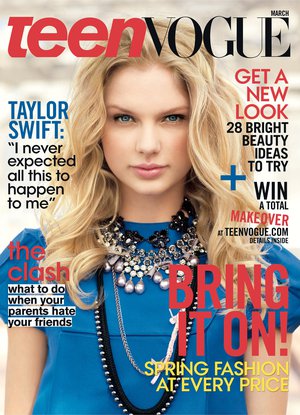 teenVOGUE
MARCH
TAYLOR
SWIFT:
"I never
expected
all this to
happen
to me"
GET A
NEW
LOOK
28 BRIGHT
BEAUTY
IDEAS
TO TRY
+ WIN
A TOTAL
MAKEOVER
AT TEENVOGUE.COM
DETAILS INSIDE
the
clash
what to do
when your
parents hate
your friends
BRING
IT ON!
SPRING FASHION
AT EVERY PRICE